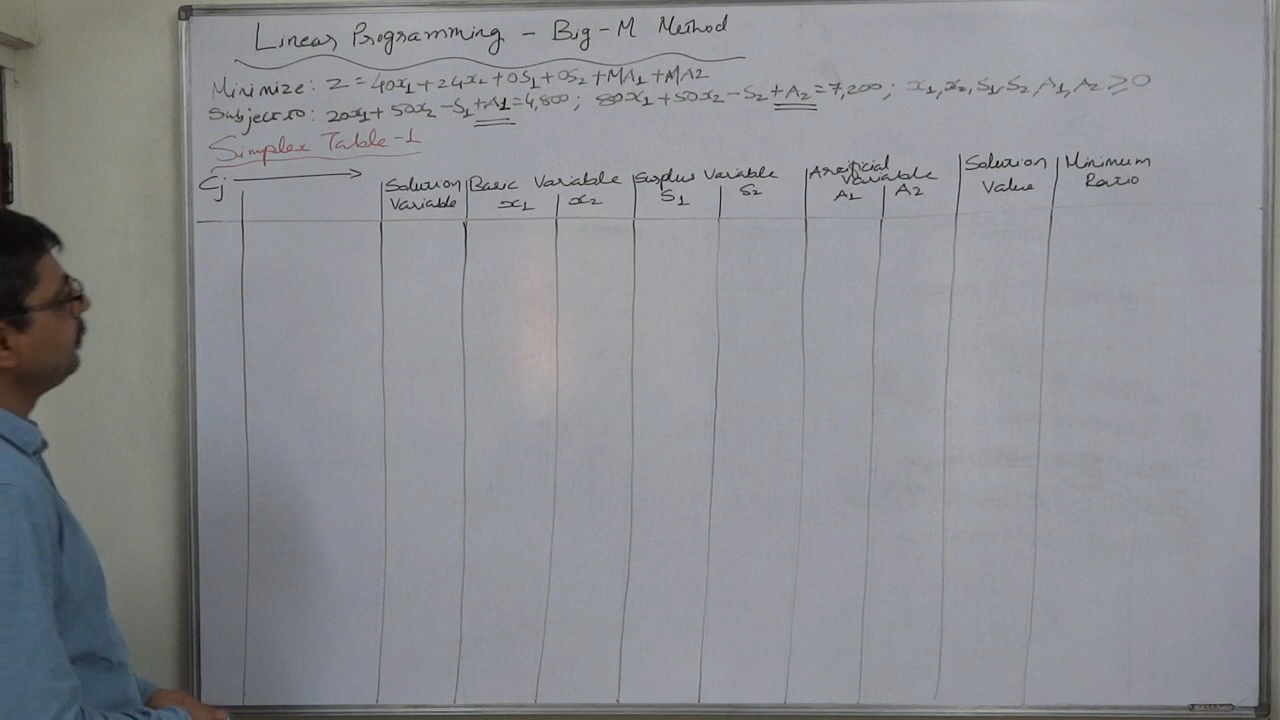 Linear Programming - Big-M Method
Minimize: Z = 40x₁ + 24x₂ + 0S₁ + 0S₂ + MA₁ + MA2
Subject to: 20x₁ + 50x₂ - S₁ + A₁ = 4,800; 80x₁ + 50x₂ - S₂ + A₂ = 7,200; x₁, x₂, S₁, S₂, A₁, A₂ ≥ 0
Simplex Table-1
Cj → Solution Variable Basic Variable x₁ x₂ Surplus Variable S₁ S₂ Artificial Variable A₁ A₂ Solution Value Minimum Ratio